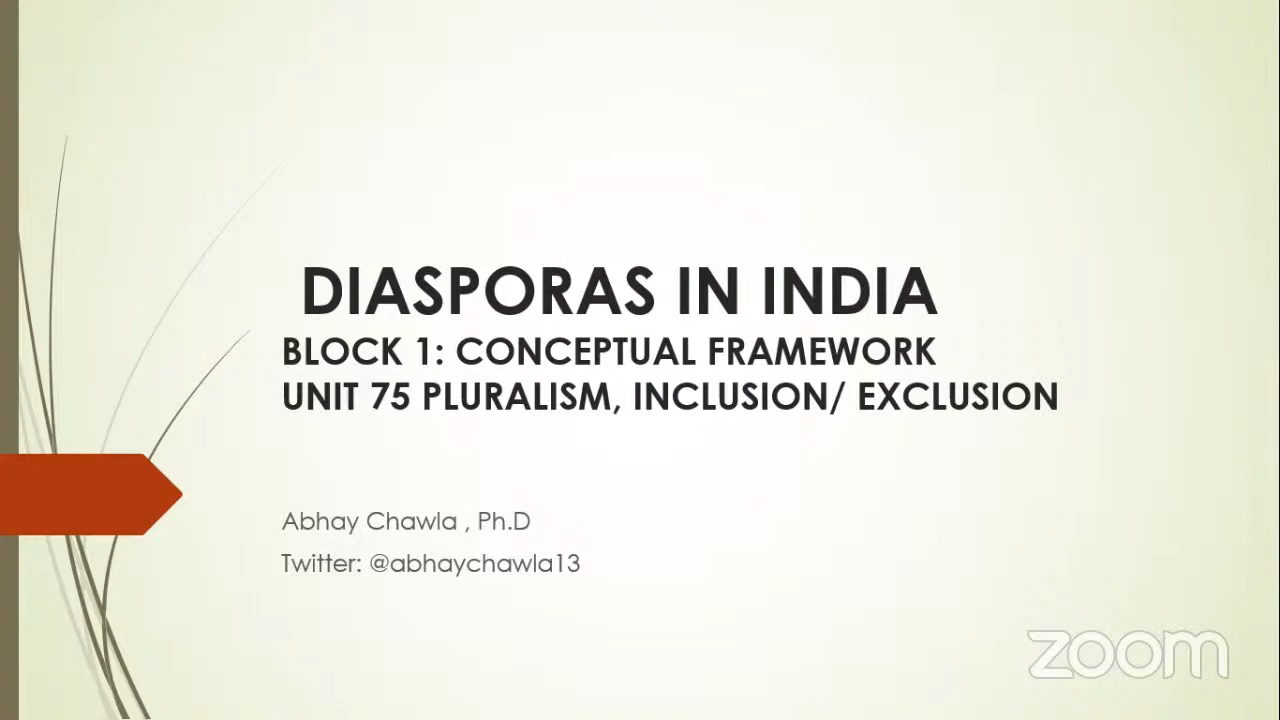 DIASPORAS IN INDIA
BLOCK 1: CONCEPTUAL FRAMEWORK
UNIT 75 PLURALISM, INCLUSION/ EXCLUSION
Abhay Chawla , Ph.D
Twitter: @abhaychawla13
zoom